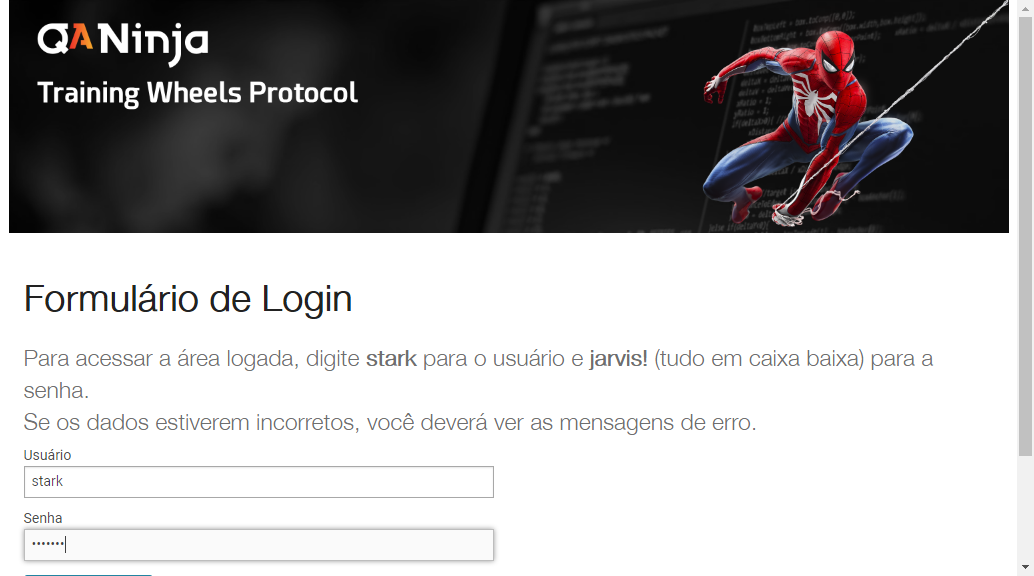 QANinja
Training Wheels Protocol
Formulário de Login
Para acessar a área logada, digite stark para o usuário e jarvis! (tudo em caixa baixa) para a
senha.
Se os dados estiverem incorretos, você deverá ver as mensagens de erro.
Usuário
stark
Senha
•••••••